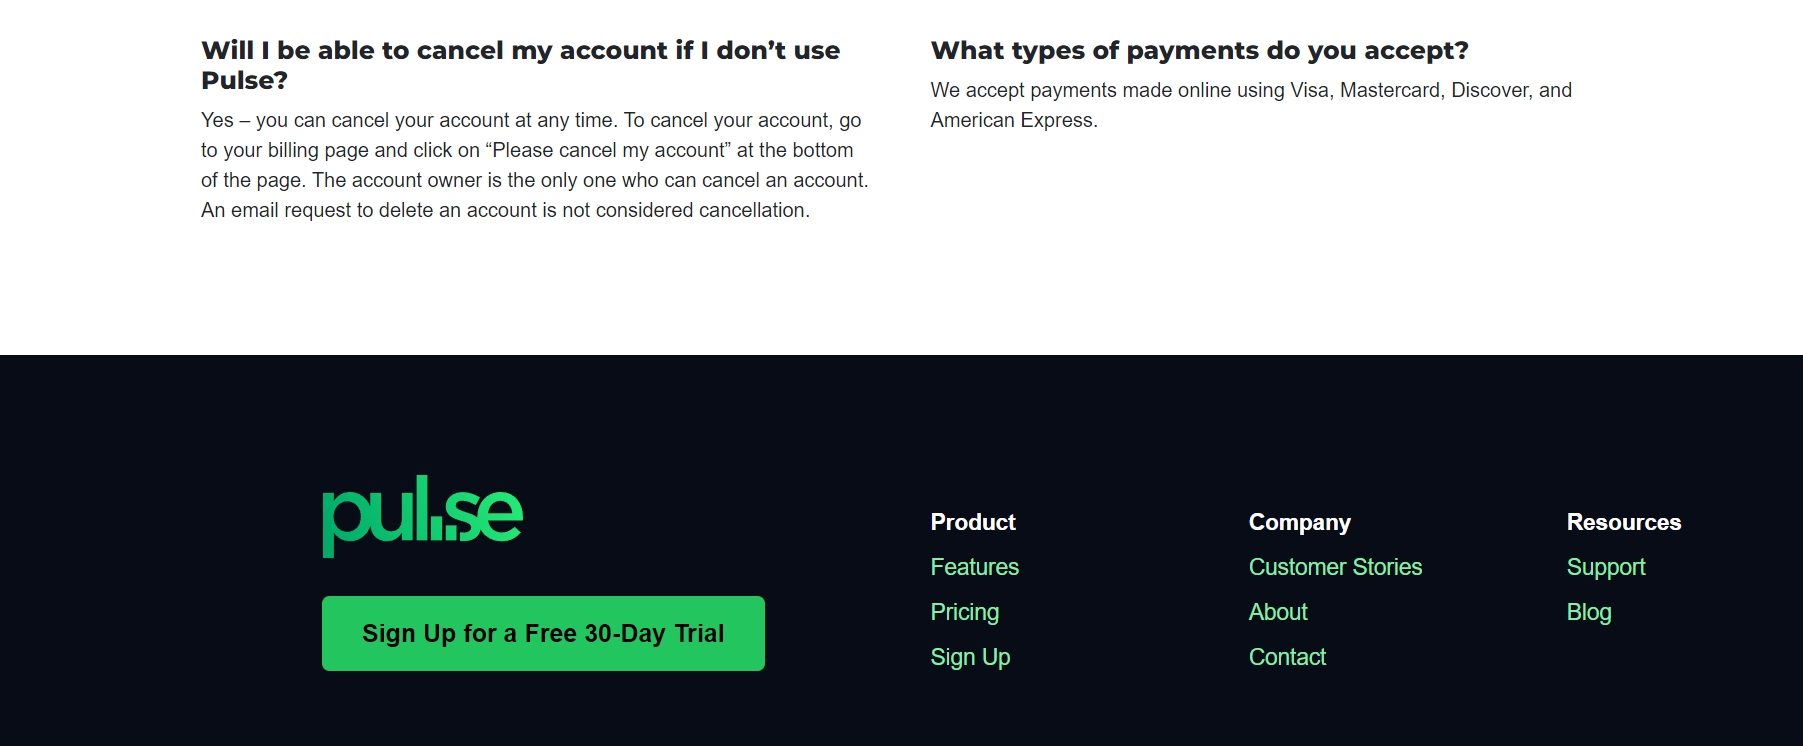 Will I be able to cancel my account if I don’t use
Pulse?
Yes – you can cancel your account at any time. To cancel your account, go
to your billing page and click on “Please cancel my account” at the bottom
of the page. The account owner is the only one who can cancel an account.
An email request to delete an account is not considered cancellation.
What types of payments do you accept?
We accept payments made online using Visa, Mastercard, Discover, and
American Express.
pulse
Sign Up for a Free 30-Day Trial
Product
Features
Pricing
Sign Up
Company
Customer Stories
About
Contact
Resources
Support
Blog